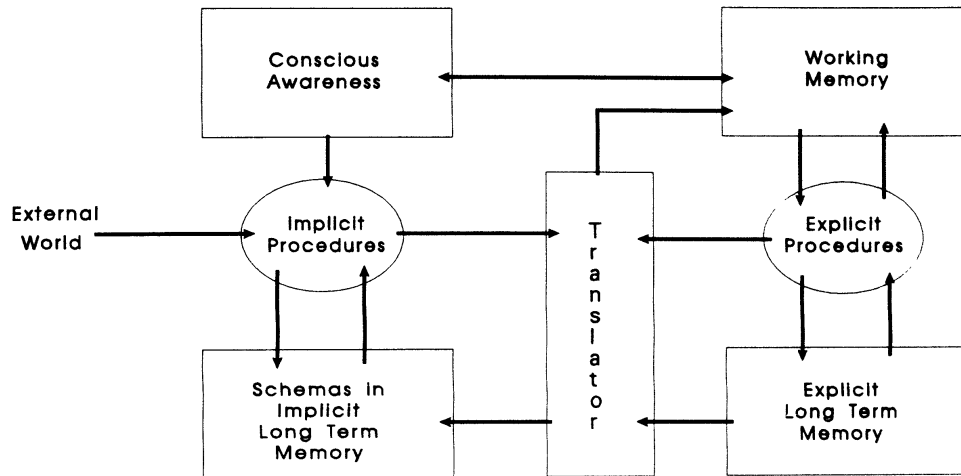 Conscious
Awareness
Working
Memory
External
World
Implicit
Procedures
Translator
Explicit
Procedures
Schemas in
Implicit
Long Term
Memory
Explicit
Long Term
Memory